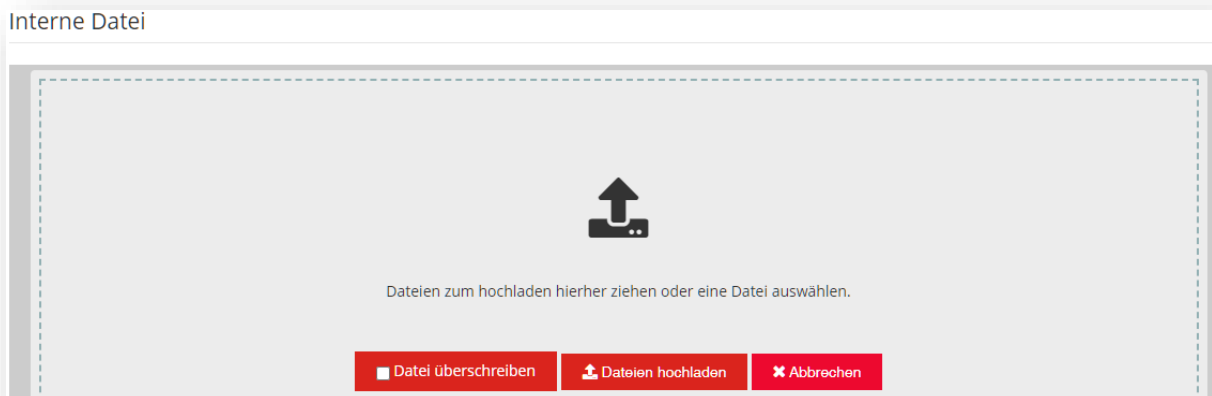 Interne Datei
Dateien zum hochladen hierher ziehen oder eine Datei auswählen.
Datei überschreiben Dateien hochladen Abbrechen